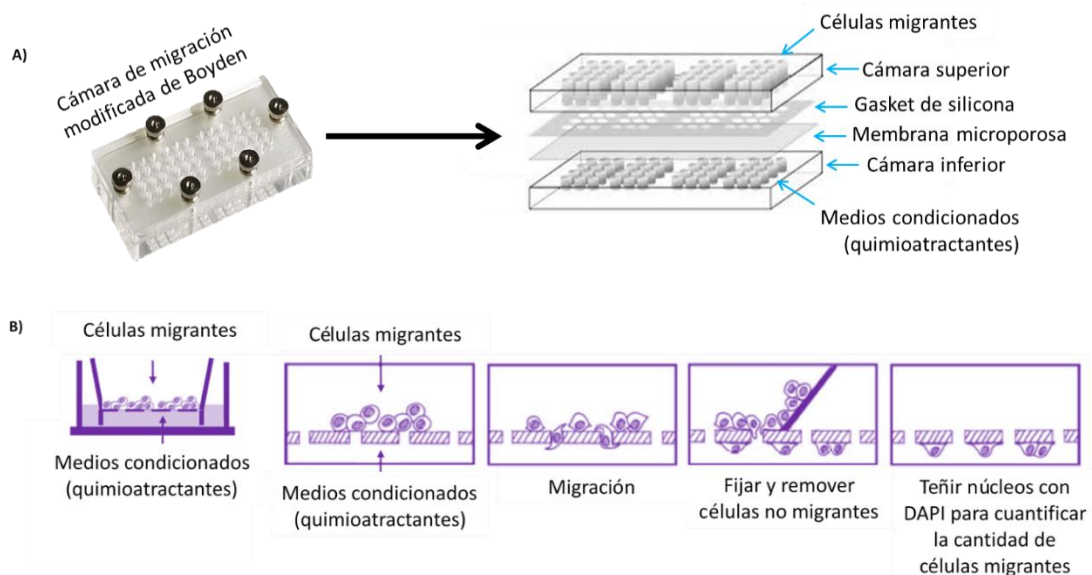 A)
Cámara de migración
modificada de Boyden
Células migrantes
Cámara superior
Gasket de silicona
Membrana microporosa
Cámara inferior
Medios condicionados
(quimioatractantes)
B)
Células migrantes
Medios condicionados
(quimioatractantes)
Células migrantes
Medios condicionados
(quimioatractantes)
Migración
Fijar y remover
células no migrantes
Teñir núcleos con
DAPI para cuantificar
la cantidad de
células migrantes